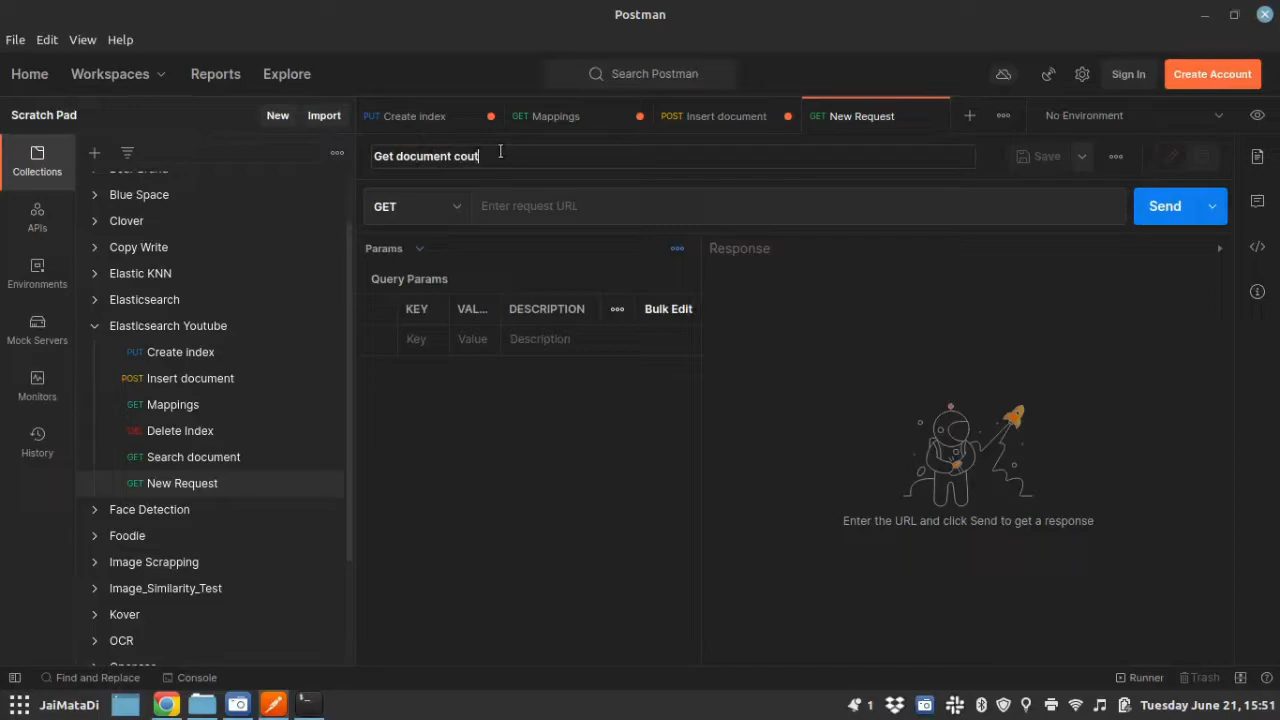 Postman
File Edit View Help
Home Workspaces Reports Explore Search Postman Sign In Create Account
Scratch Pad New Import PUT Create index GET Mappings POST Insert document GET New Request No Environment
Collections
APIs
Environments
Mock Servers
Monitors
History
Blue Space
Clover
Copy Write
Elastic KNN
Elasticsearch
Elasticsearch Youtube
PUT Create index
POST Insert document
GET Mappings
DEL Delete Index
GET Search document
GET New Request
Face Detection
Foodie
Image Scrapping
Image_Similarity_Test
Kover
OCR
Get document cout
Save
GET Enter request URL Send
Params
Query Params
KEY VAL... DESCRIPTION Bulk Edit
Key Value Description
Response
Enter the URL and click Send to get a response
Find and Replace Console Runner Trash
JaiMataDi 1 Tuesday June 21, 15:51